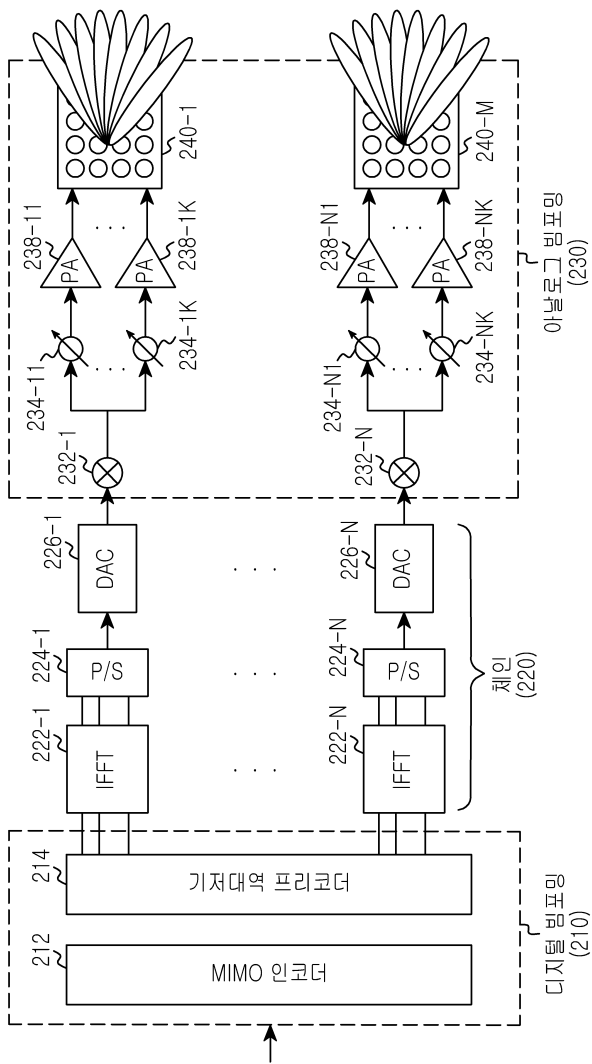 212
MIMO 인코더
214
기저대역 프리코더
디지털 빔포밍
(210)
222-1
IFFT
224-1
P/S
226-1
DAC
. . .
. . .
. . .
222-N
IFFT
224-N
P/S
226-N
DAC
체인
(220)
232-1
234-11
. . .
234-1K
238-11
PA
. . .
PA
238-1K
240-1
232-N
234-N1
. . .
234-NK
238-N1
PA
. . .
PA
238-NK
240-M
아날로그 빔포밍
(230)